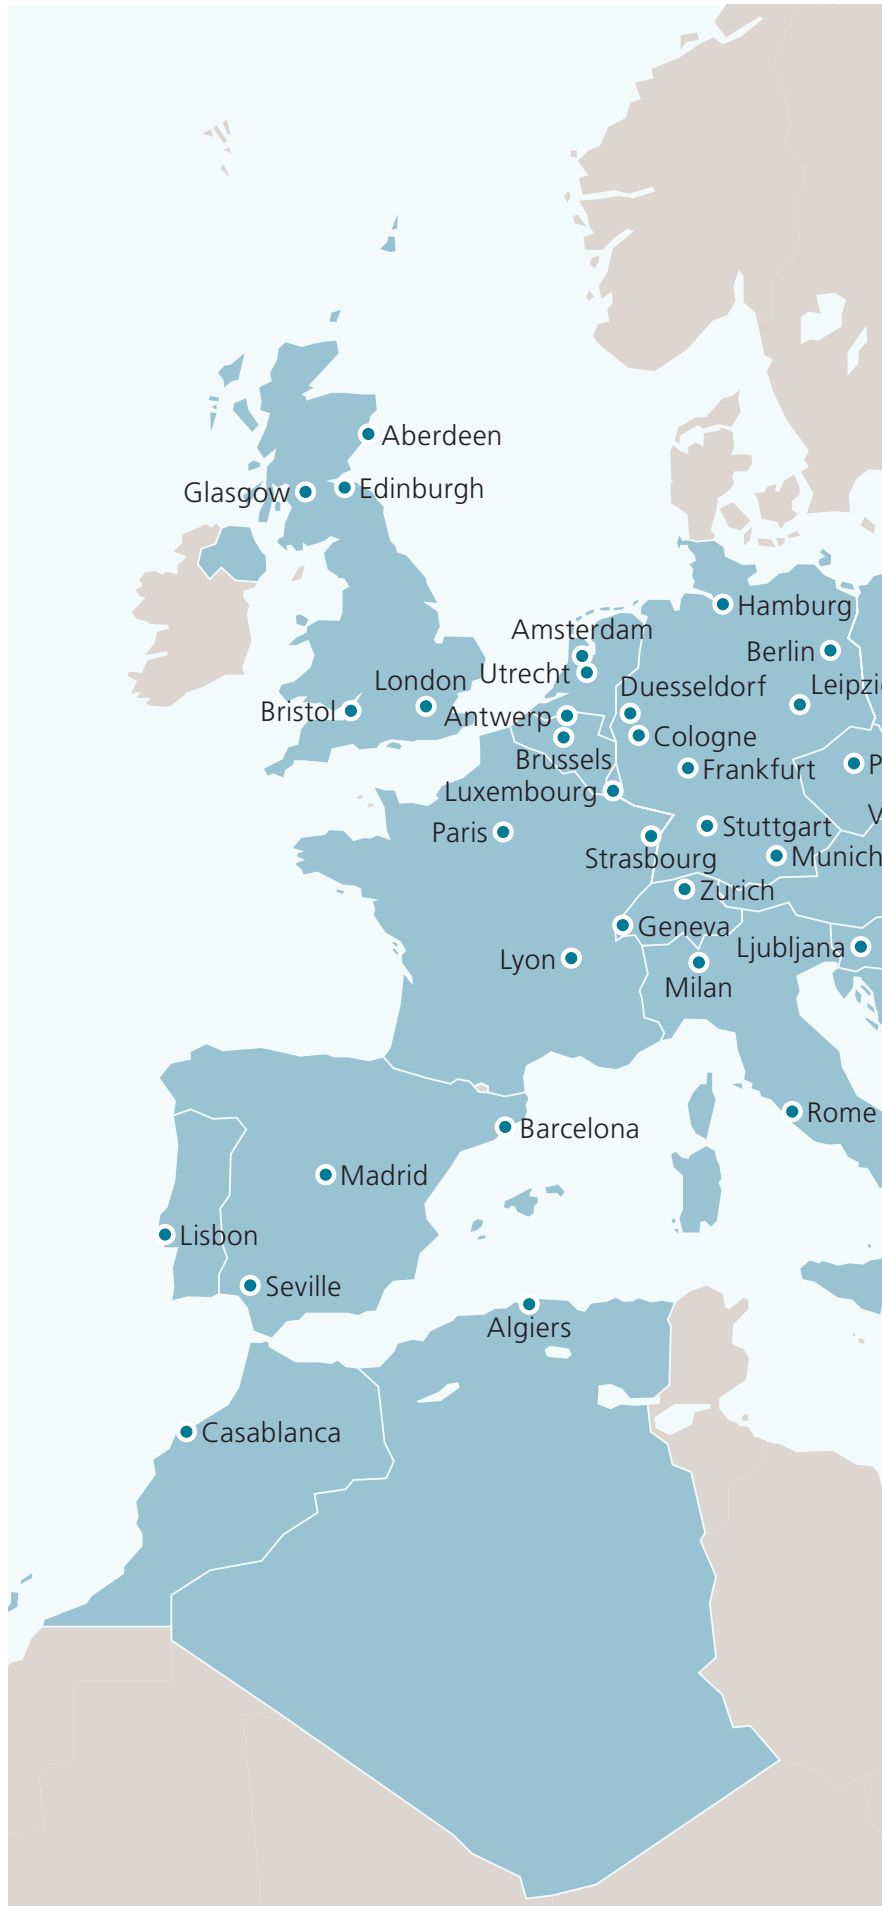 Aberdeen
Glasgow
Edinburgh
Hamburg
Amsterdam
Berlin
Utrecht
London
Duesseldorf
Leipzi
Bristol
Antwerp
Cologne
Brussels
Frankfurt
P
Luxembourg
V
Paris
Stuttgart
Strasbourg
Munich
Zurich
Geneva
Ljubljana
Lyon
Milan
Rome
Barcelona
Madrid
Lisbon
Seville
Algiers
Casablanca